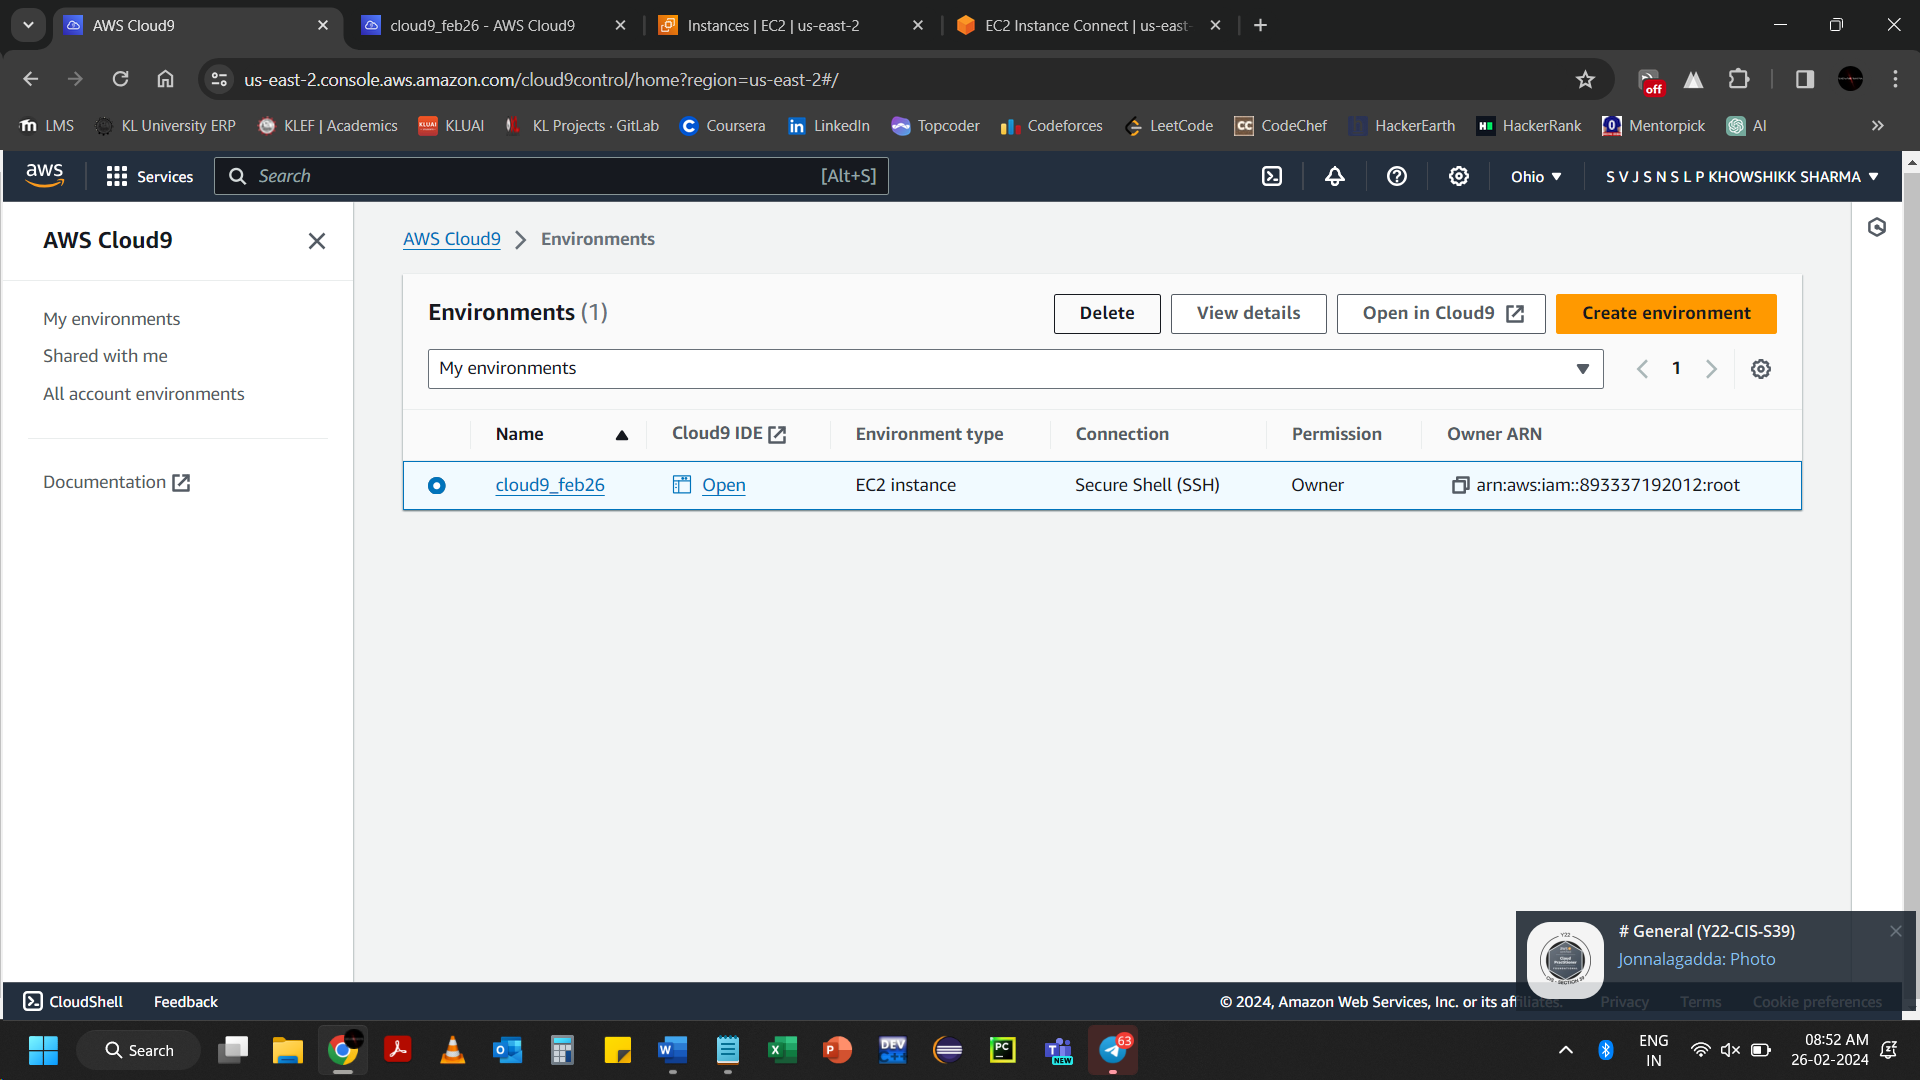 AWS Cloud9
cloud9_feb26 - AWS Cloud9
Instances | EC2 | us-east-2
EC2 Instance Connect | us-east-
us-east-2.console.aws.amazon.com/cloud9control/home?region=us-east-2#/
off
LMS
KL University ERP
KLEF | Academics
KLUAI
KL Projects · GitLab
Coursera
LinkedIn
Topcoder
Codeforces
LeetCode
CodeChef
HackerEarth
HackerRank
Mentorpick
AI
aws
Services
Search
[Alt+S]
Ohio
S V J S N S L P KHOWSHIKK SHARMA
AWS Cloud9
My environments
Shared with me
All account environments
Documentation
AWS Cloud9 > Environments
Environments (1)
Delete
View details
Open in Cloud9
Create environment
My environments
1
Name
Cloud9 IDE
Environment type
Connection
Permission
Owner ARN
cloud9_feb26
Open
EC2 instance
Secure Shell (SSH)
Owner
arn:aws:iam::893337192012:root
# General (Y22-CIS-S39)
Jonnalagadda: Photo
CloudShell
Feedback
© 2024, Amazon Web Services, Inc. or its affiliates.
Privacy
Terms
Cookie preferences
Search
DEV
PC
NEW
63
ENG
IN
08:52 AM
26-02-2024